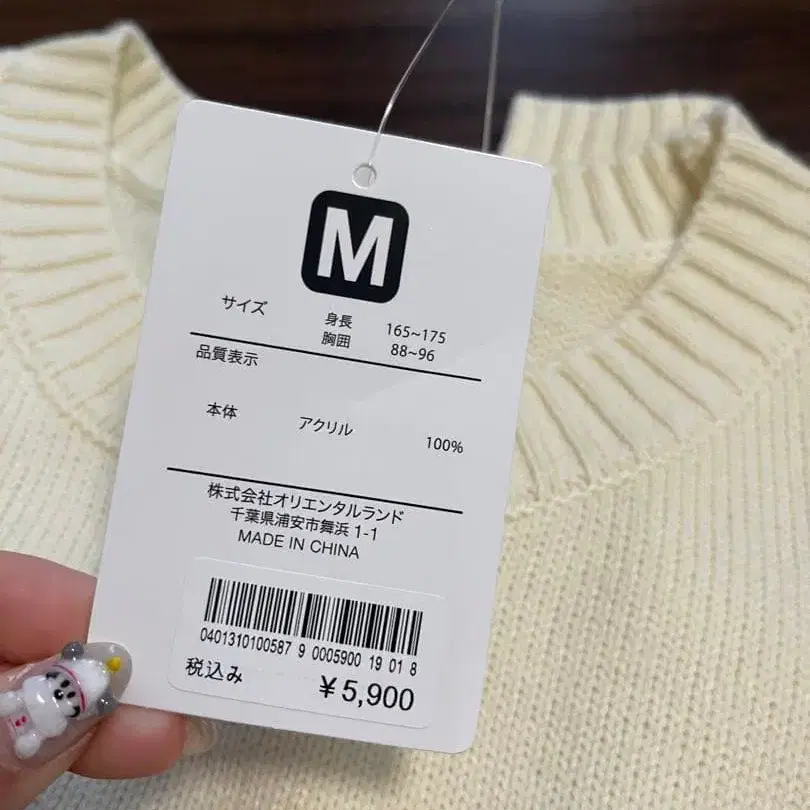 M
サイズ 身長 165~175
胸囲 88~96
品質表示
本体 アクリル 100%
株式会社オリエンタルランド
千葉県浦安市舞浜 1-1
MADE IN CHINA
0401310100587 9 0005900 19 01 8
税込み ¥5,900